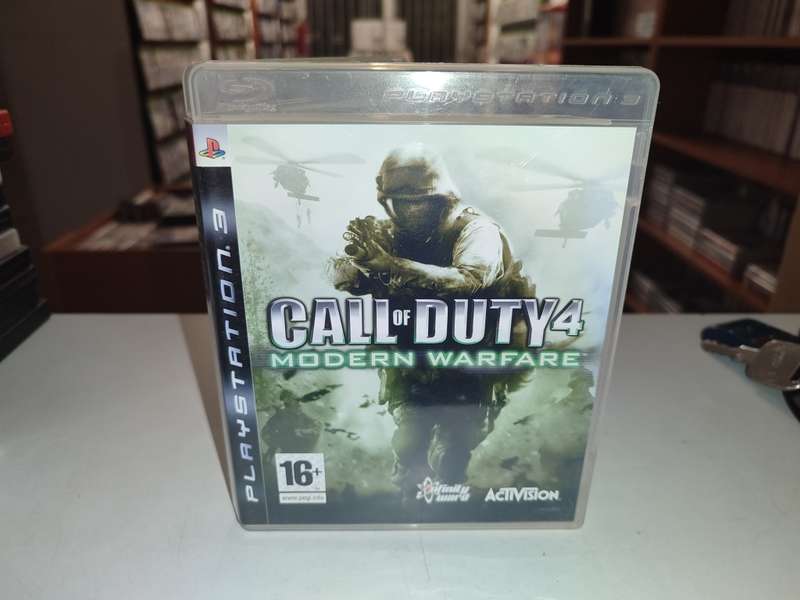 PLAYSTATION 3
PLAYSTATION 3
CALL OF DUTY 4
MODERN WARFARE
16+
www.pegi.info
infinity ward
ACTIVISION